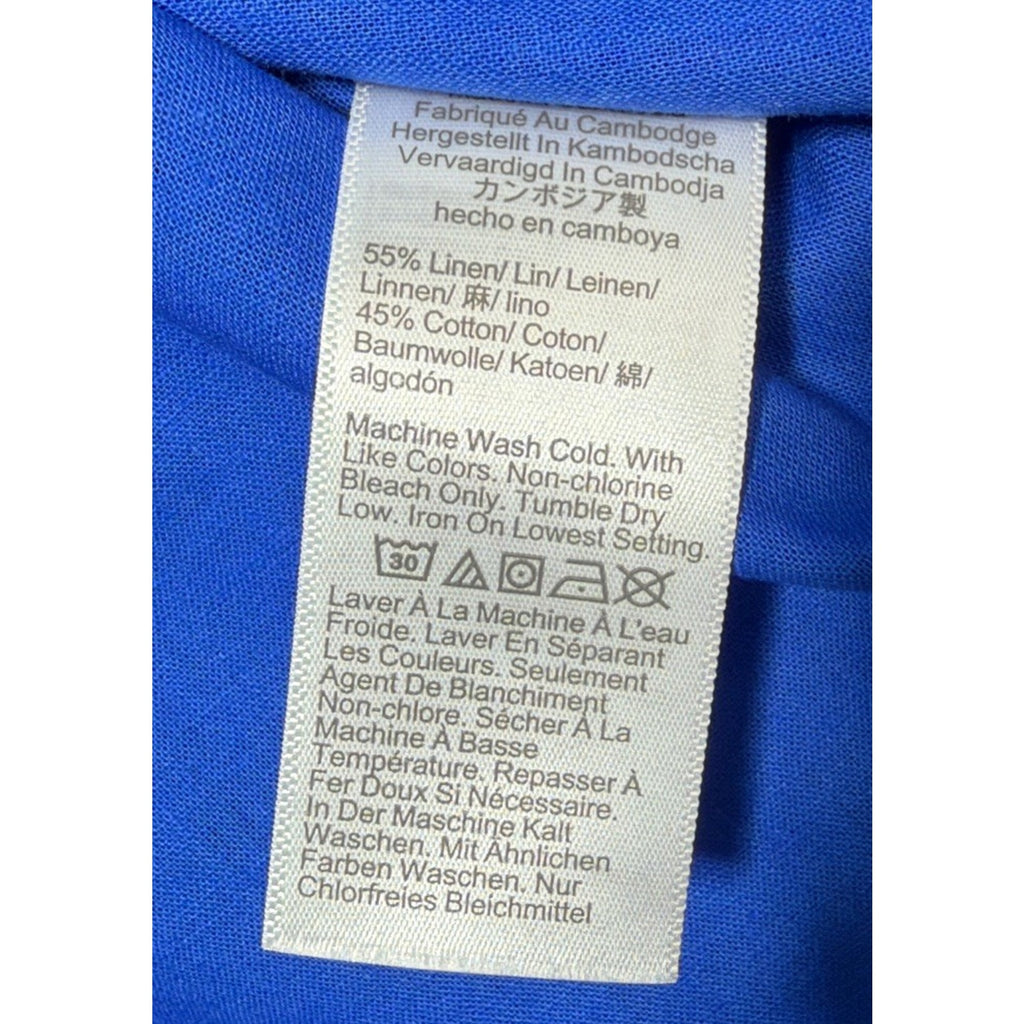 Fabriqué Au Cambodge
Hergestellt In Kambodscha
Vervaardigd In Cambodja
カンボジア製
hecho en camboya
55% Linen/ Lin/ Leinen/
Linnen/ 麻/ lino
45% Cotton/ Coton/
Baumwolle/ Katoen/ 綿/
algodón
Machine Wash Cold. With
Like Colors. Non-chlorine
Bleach Only. Tumble Dry
Low. Iron On Lowest Setting.
30
Laver À La Machine À L'eau
Froide. Laver En Séparant
Les Couleurs. Seulement
Agent De Blanchiment
Non-chlore. Sécher À La
Machine À Basse
Température. Repasser À
Fer Doux Si Nécessaire.
In Der Maschine Kalt
Waschen. Mit Ähnlichen
Farben Waschen. Nur
Chlorfreies Bleichmittel